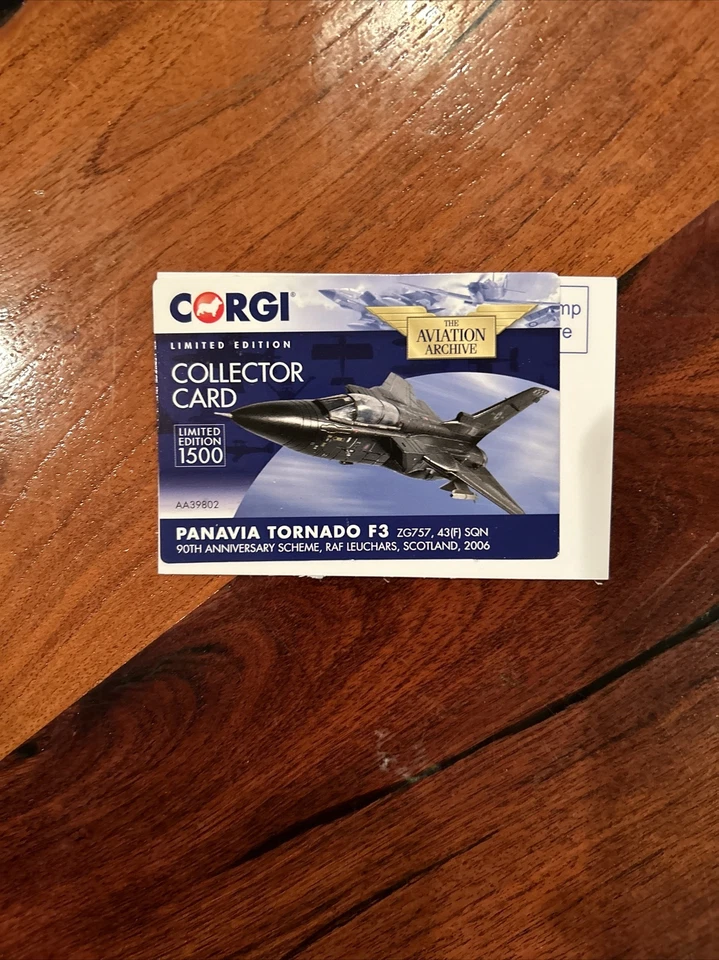 CORGI
LIMITED EDITION
COLLECTOR
CARD
LIMITED
EDITION
1500
AA39802
THE
AVIATION
ARCHIVE
PANAVIA TORNADO F3 ZG757, 43(F) SQN
90TH ANNIVERSARY SCHEME, RAF LEUCHARS, SCOTLAND, 2006